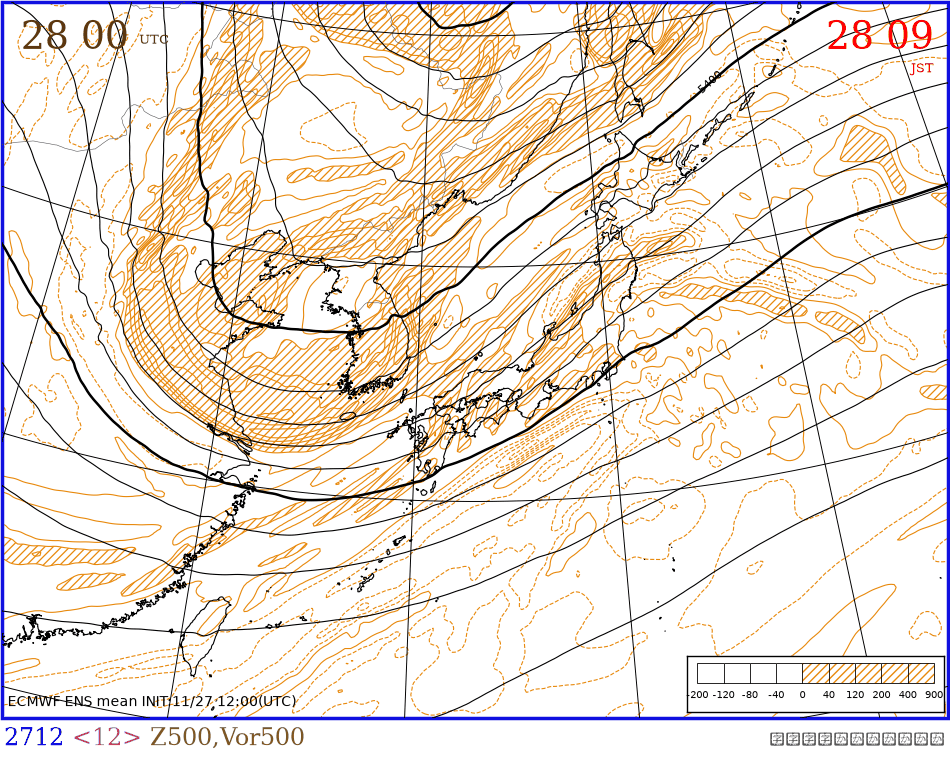 28 00 UTC
28 09
JST
5400
-200 -120 -80 -40 0 40 120 200 400 900
ECMWF ENS mean INIT:11/27 12:00(UTC)
2712 <12> Z500,Vor500